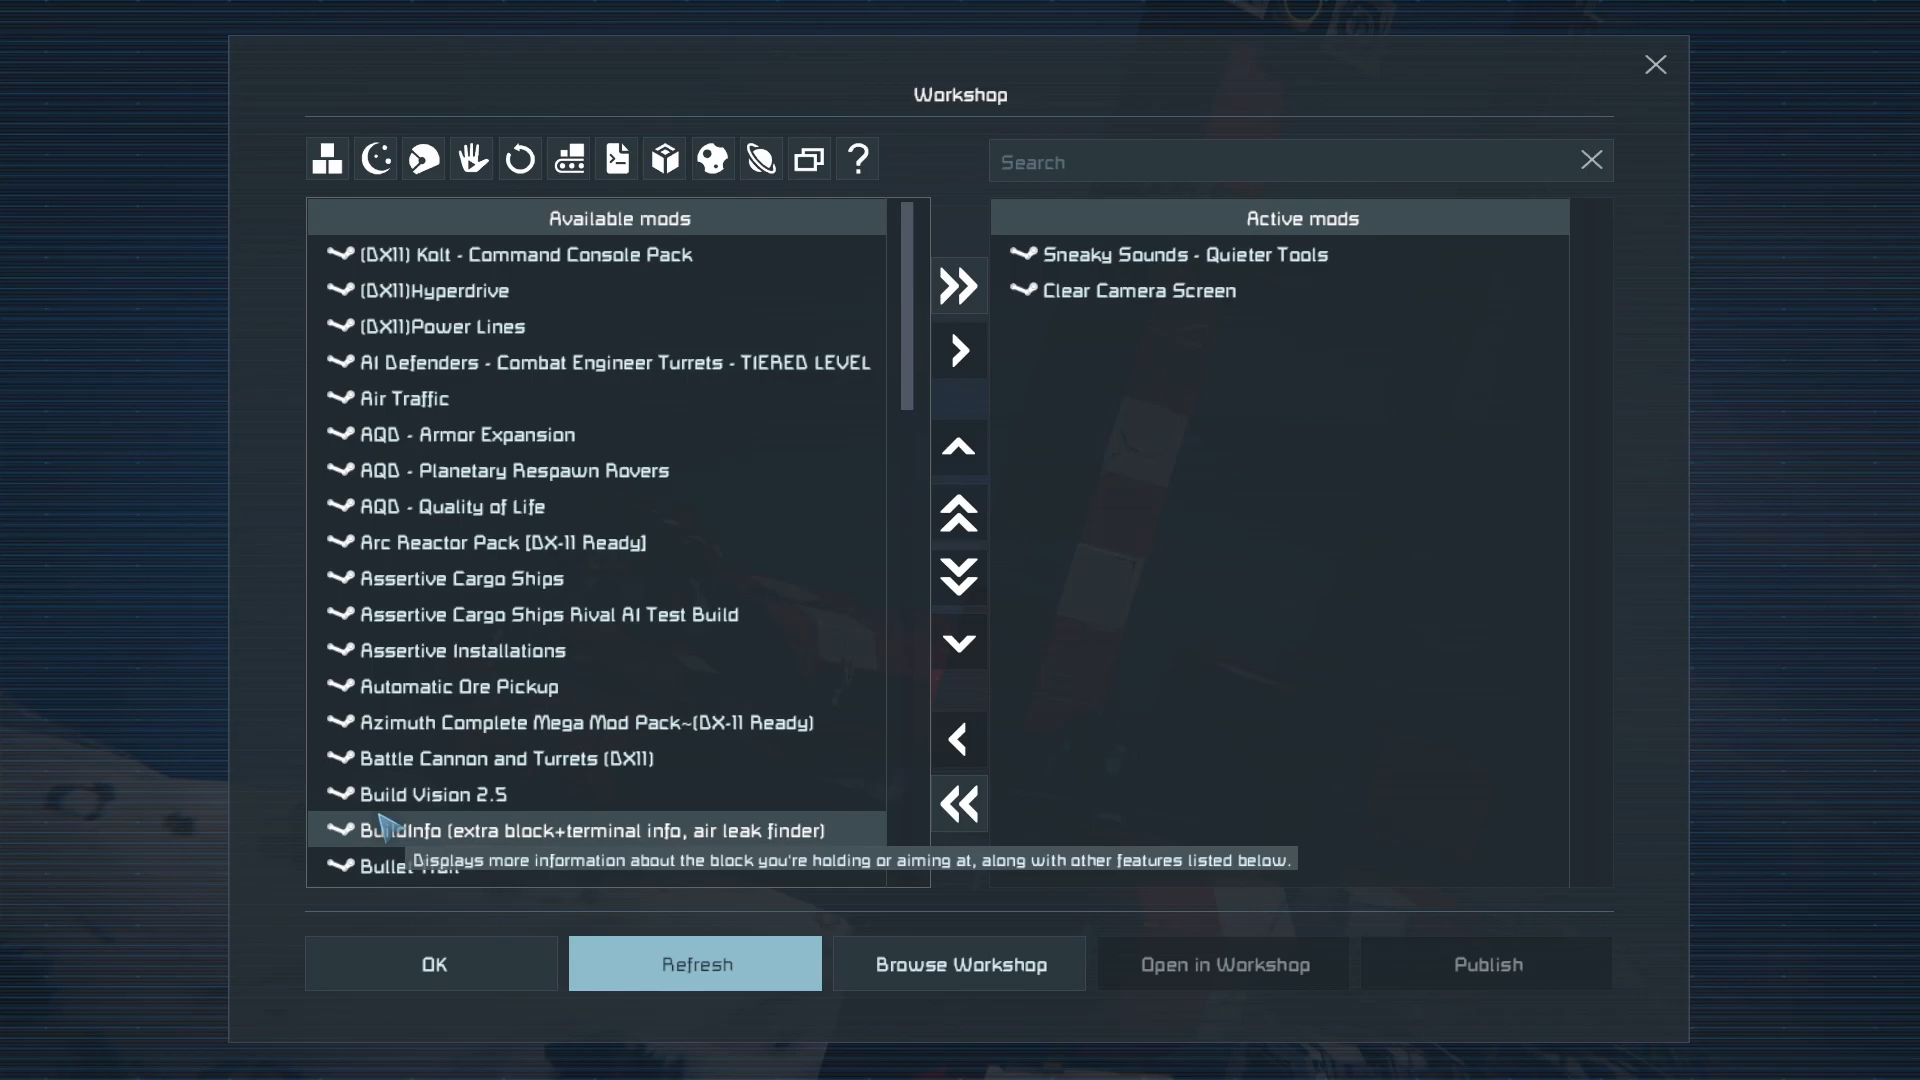 Workshop
Search
Available mods
(DX11) Kolt - Command Console Pack
(DX11)Hyperdrive
(DX11)Power Lines
AI Defenders - Combat Engineer Turrets - TIERED LEVEL
Air Traffic
AQD - Armor Expansion
AQD - Planetary Respawn Rovers
AQD - Quality of Life
Arc Reactor Pack [DX-11 Ready]
Assertive Cargo Ships
Assertive Cargo Ships Rival AI Test Build
Assertive Installations
Automatic Ore Pickup
Azimuth Complete Mega Mod Pack~(DX-11 Ready)
Battle Cannon and Turrets (DX11)
Build Vision 2.5
BuildInfo (extra block+terminal info, air leak finder)
Displays more information about the block you're holding or aiming at, along with other features listed below.
Active mods
Sneaky Sounds - Quieter Tools
Clear Camera Screen
OK
Refresh
Browse Workshop
Open in Workshop
Publish